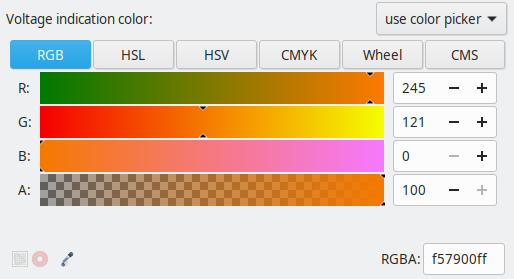 Voltage indication color: use color picker
RGB HSL HSV CMYK Wheel CMS
R: 245 − +
G: 121 − +
B: 0 − +
A: 100 − +
RGBA: f57900ff